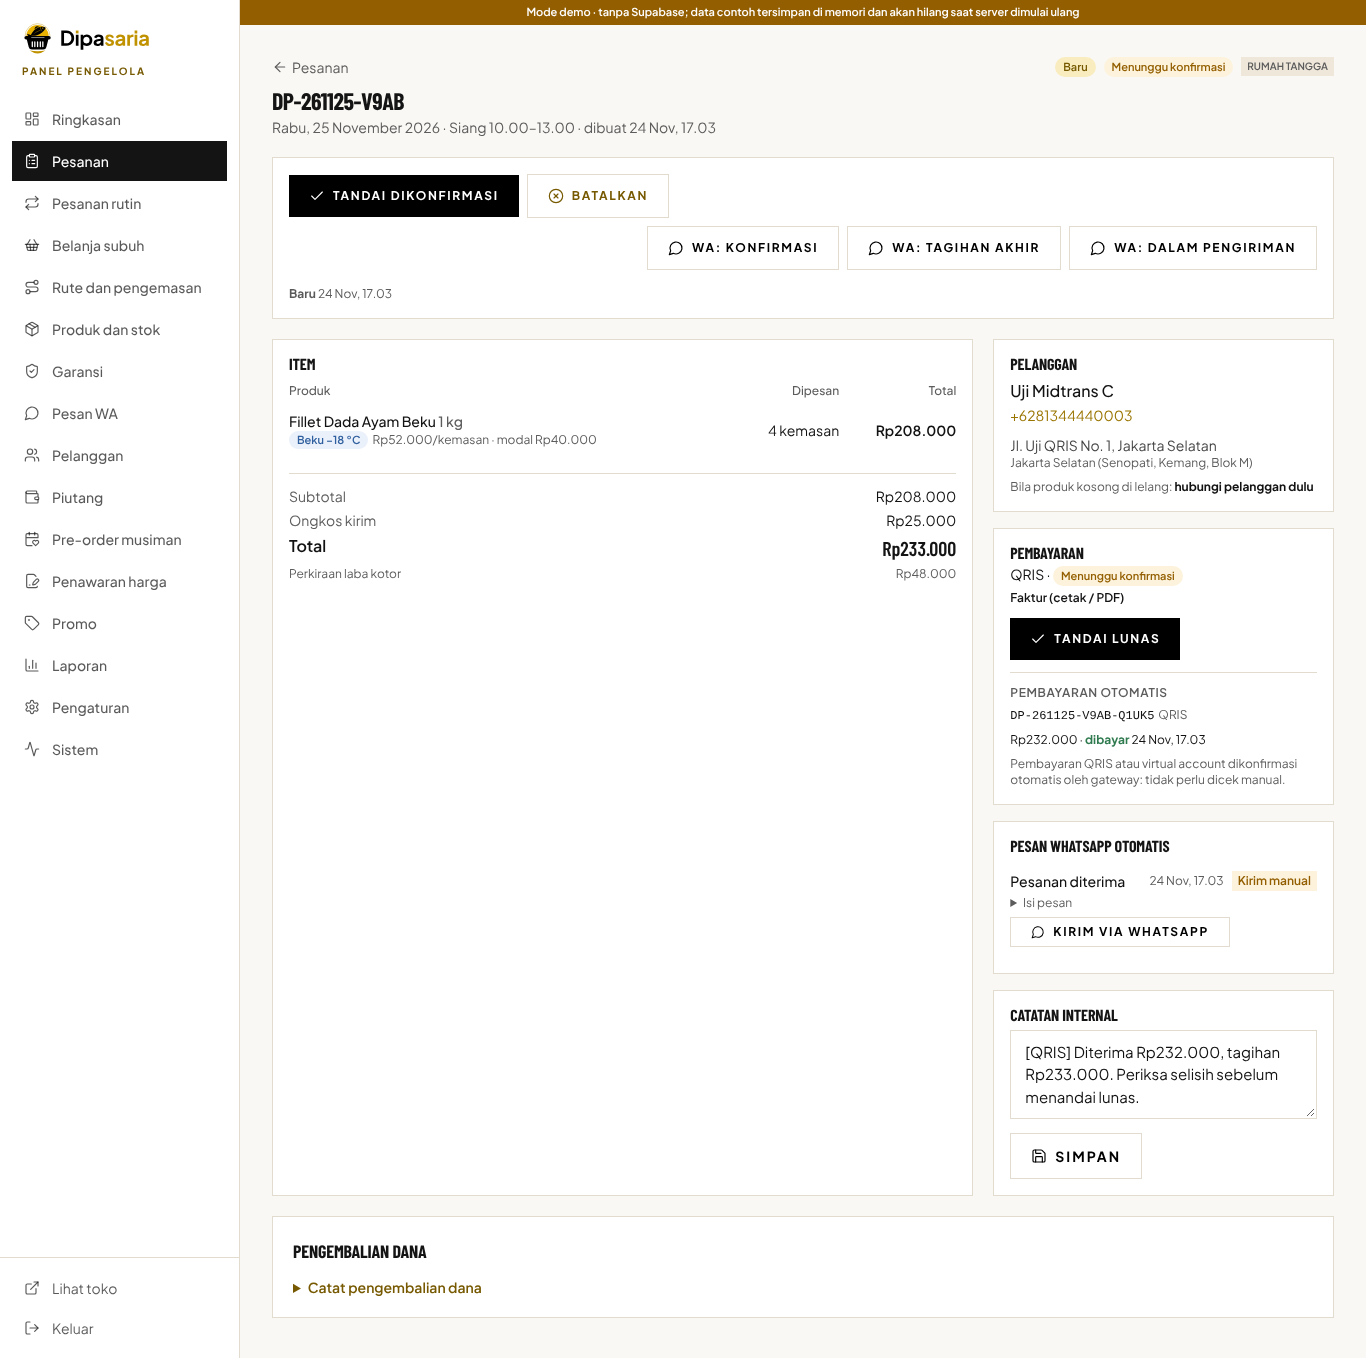 Mode demo · tanpa Supabase; data contoh tersimpan di memori dan akan hilang saat server dimulai ulang
Dipasaria
PANEL PENGELOLA
Ringkasan
Pesanan
Pesanan rutin
Belanja subuh
Rute dan pengemasan
Produk dan stok
Garansi
Pesan WA
Pelanggan
Piutang
Pre-order musiman
Penawaran harga
Promo
Laporan
Pengaturan
Sistem
Lihat toko
Keluar
← Pesanan
Baru Menunggu konfirmasi RUMAH TANGGA
DP-261125-V9AB
Rabu, 25 November 2026 · Siang 10.00–13.00 · dibuat 24 Nov, 17.03
TANDAI DIKONFIRMASI BATALKAN
WA: KONFIRMASI WA: TAGIHAN AKHIR WA: DALAM PENGIRIMAN
Baru 24 Nov, 17.03
ITEM
Produk Dipesan Total
Fillet Dada Ayam Beku 1 kg
Beku −18 °C Rp52.000/kemasan · modal Rp40.000
4 kemasan Rp208.000
Subtotal Rp208.000
Ongkos kirim Rp25.000
Total Rp233.000
Perkiraan laba kotor Rp48.000
PELANGGAN
Uji Midtrans C
+6281344440003
Jl. Uji QRIS No. 1, Jakarta Selatan
Jakarta Selatan (Senopati, Kemang, Blok M)
Bila produk kosong di lelang: hubungi pelanggan dulu
PEMBAYARAN
QRIS · Menunggu konfirmasi
Faktur (cetak / PDF)
TANDAI LUNAS
PEMBAYARAN OTOMATIS
DP-261125-V9AB-Q1UK5 QRIS
Rp232.000 · dibayar 24 Nov, 17.03
Pembayaran QRIS atau virtual account dikonfirmasi
otomatis oleh gateway: tidak perlu dicek manual.
PESAN WHATSAPP OTOMATIS
Pesanan diterima 24 Nov, 17.03 Kirim manual
Isi pesan
KIRIM VIA WHATSAPP
CATATAN INTERNAL
[QRIS] Diterima Rp232.000, tagihan
Rp233.000. Periksa selisih sebelum
menandai lunas.
SIMPAN
PENGEMBALIAN DANA
Catat pengembalian dana